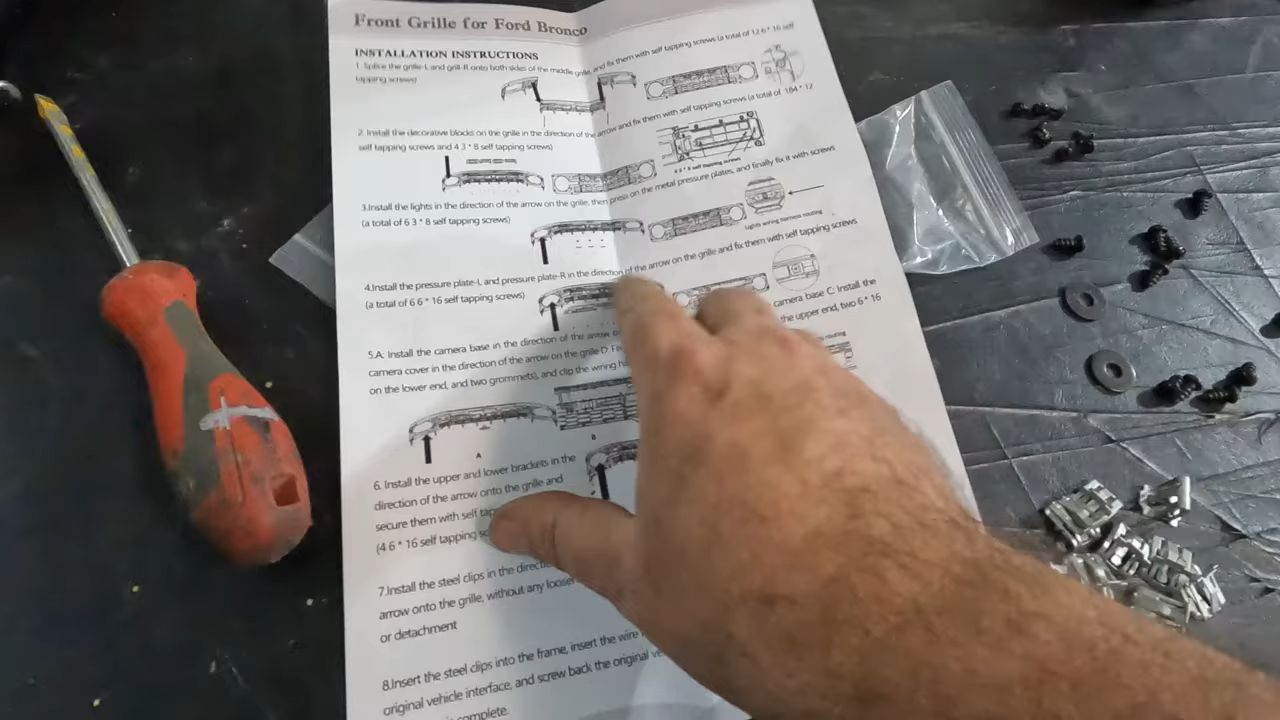 Front Grille for Ford Bronco
INSTALLATION INSTRUCTIONS
1. Splice the grille-L and grill-R onto both sides of the middle grille, and fix them with self tapping screws (a total of 12 6 * 16 self
tapping screws)
2. Install the decorative blocks on the grille in the direction of the arrow and fix them with self tapping screws (a total of 18 4 * 12
self tapping screws and 4 3 * 8 self tapping screws)
4 3 * 8 self tapping screws
3.Install the lights in the direction of the arrow on the grille, then press on the metal pressure plates, and finally fix it with screws
(a total of 6 3 * 8 self tapping screws)
Lights wiring harness routing
4.Install the pressure plate-L and pressure plate-R in the direction of the arrow on the grille and fix them with self tapping screws
(a total of 6 6 * 16 self tapping screws)
5.A: Install the camera base in the direction of the arrow camera base C: Install the
camera cover in the direction of the arrow on the grille D: the upper end, two 6 * 16
on the lower end, and two grommets), and clip the wiring
routing
A
B
6. Install the upper and lower brackets in the
direction of the arrow onto the grille and
secure them with self
(4 6 * 16 self tapping
7.Install the steel clips in the
arrow onto the grille, without any
or detachment
8.Insert the steel clips into the frame, insert the wire
original vehicle interface, and screw back the original
complete.